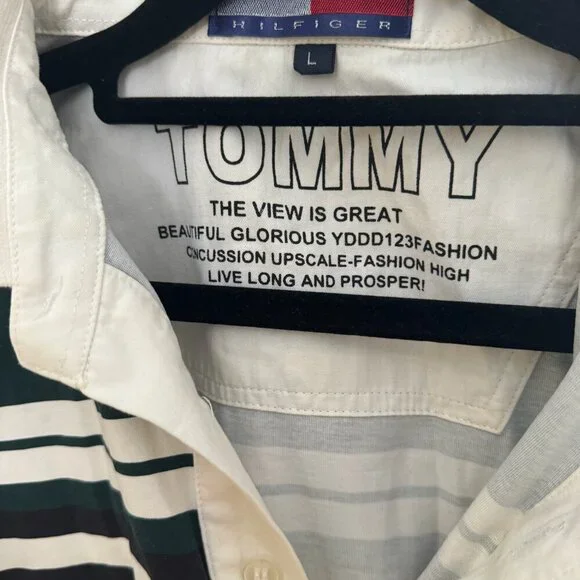 HILFIGER
L
TOMMY
THE VIEW IS GREAT
BEAUTIFUL GLORIOUS YDDD123FASHION
CONCUSSION UPSCALE-FASHION HIGH
LIVE LONG AND PROSPER!